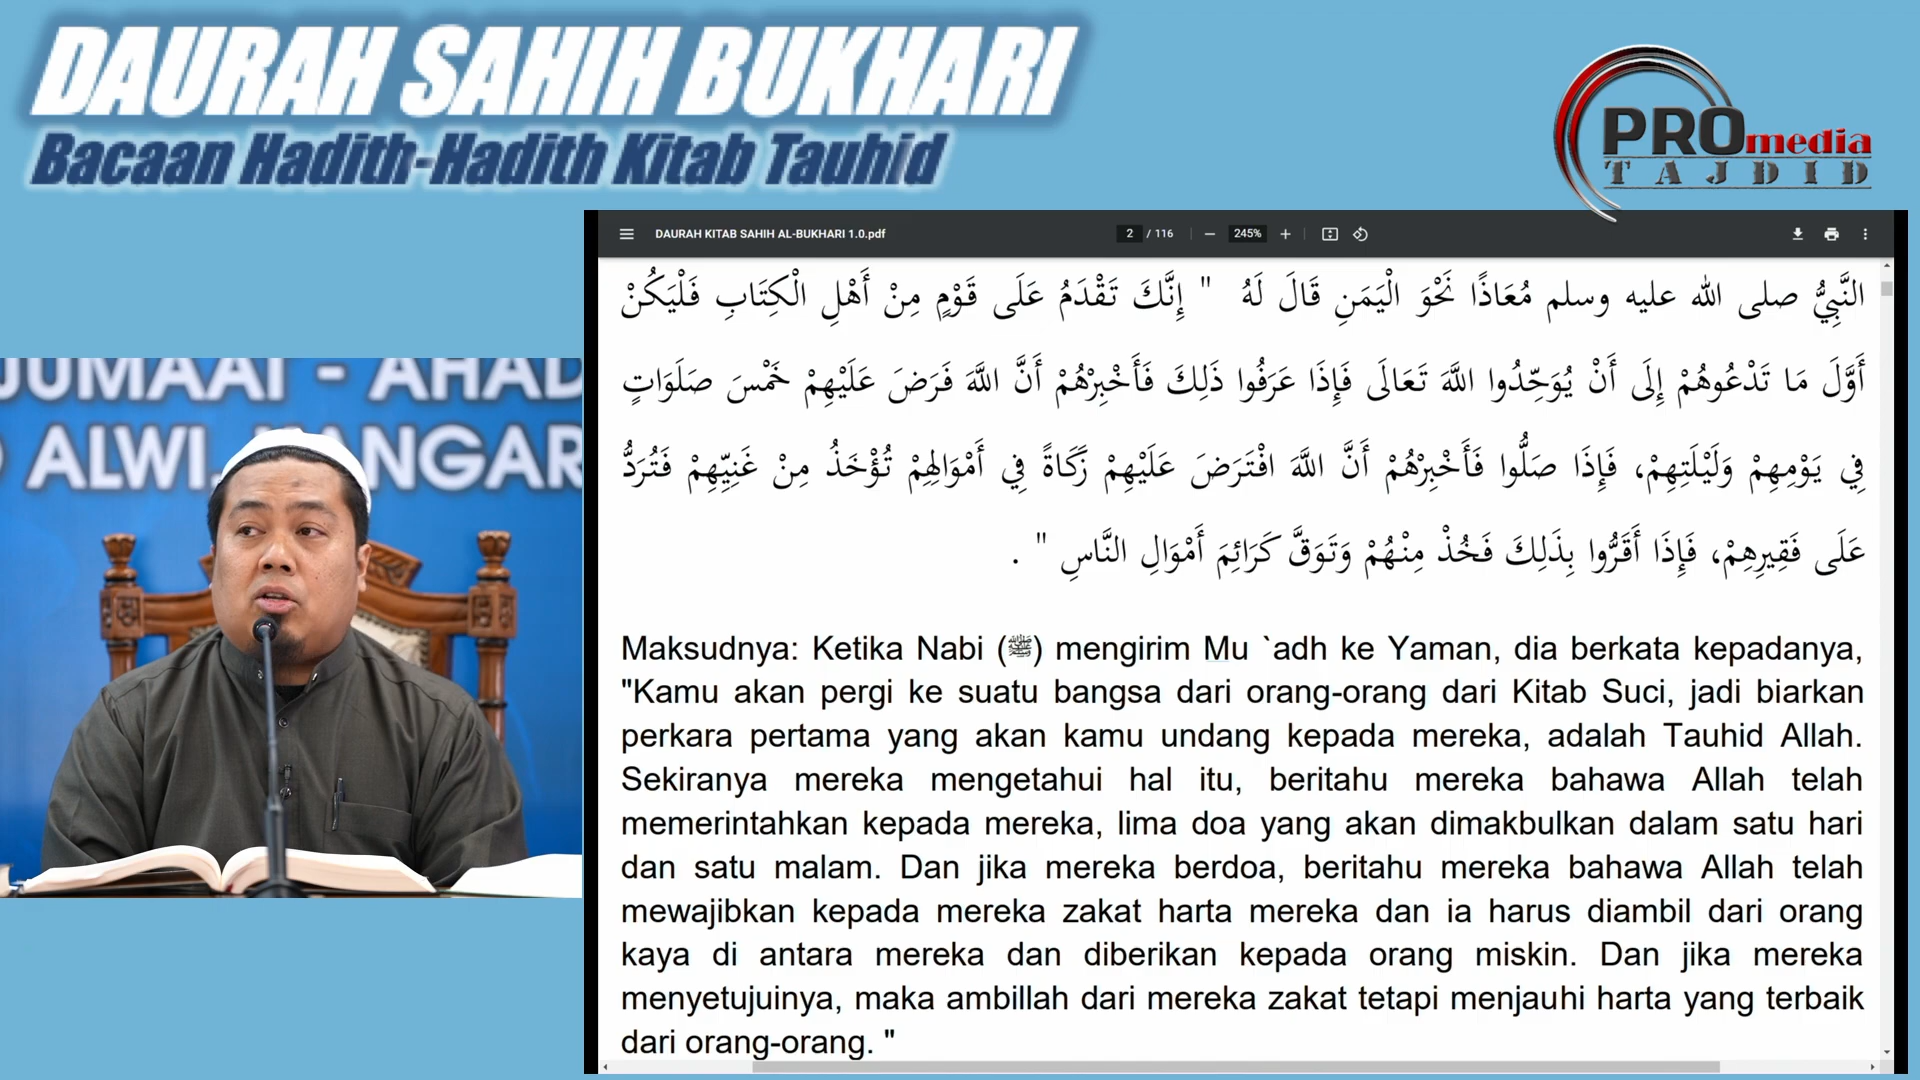 DAURAH SAHIH BUKHARI
Bacaan Hadith-Hadith Kitab Tauhid
PROmedia
TAJDID
DAURAH KITAB SAHIH AL-BUKHARI 1.0.pdf
2 / 116
245%
النَّبِيُّ صلى الله عليه وسلم مُعَاذًا نَحْوَ الْيَمَنِ قَالَ لَهُ " إِنَّكَ تَقْدَمُ عَلَى قَوْمٍ مِنْ أَهْلِ الْكِتَابِ فَلْيَكُنْ
أَوَّلَ مَا تَدْعُوهُمْ إِلَى أَنْ يُوَحِّدُوا اللَّهَ تَعَالَى فَإِذَا عَرَفُوا ذَلِكَ فَأَخْبِرْهُمْ أَنَّ اللَّهَ فَرَضَ عَلَيْهِمْ خَمْسَ صَلَوَاتٍ
فِي يَوْمِهِمْ وَلَيْلَتِهِمْ، فَإِذَا صَلُّوا فَأَخْبِرْهُمْ أَنَّ اللَّهَ افْتَرَضَ عَلَيْهِمْ زَكَاةً فِي أَمْوَالِهِمْ تُؤْخَذُ مِنْ غَنِيِّهِمْ فَتُرَدُّ
عَلَى فَقِيرِهِمْ، فَإِذَا أَقَرُّوا بِذَلِكَ فَخُذْ مِنْهُمْ وَتَوَقَّ كَرَائِمَ أَمْوَالِ النَّاسِ " .
Maksudnya: Ketika Nabi (ﷺ) mengirim Mu `adh ke Yaman, dia berkata kepadanya,
"Kamu akan pergi ke suatu bangsa dari orang-orang dari Kitab Suci, jadi biarkan
perkara pertama yang akan kamu undang kepada mereka, adalah Tauhid Allah.
Sekiranya mereka mengetahui hal itu, beritahu mereka bahawa Allah telah
memerintahkan kepada mereka, lima doa yang akan dimakbulkan dalam satu hari
dan satu malam. Dan jika mereka berdoa, beritahu mereka bahawa Allah telah
mewajibkan kepada mereka zakat harta mereka dan ia harus diambil dari orang
kaya di antara mereka dan diberikan kepada orang miskin. Dan jika mereka
menyetujuinya, maka ambillah dari mereka zakat tetapi menjauhi harta yang terbaik
dari orang-orang. "
JUMAAT - AHAD
ALWI, KANGAR